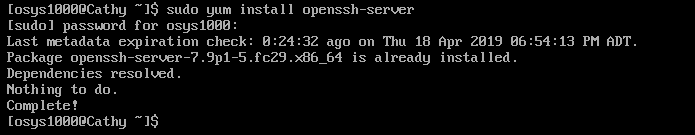 [osys1000@Cathy ~]$ sudo yum install openssh-server
[sudo] password for osys1000:
Last metadata expiration check: 0:24:32 ago on Thu 18 Apr 2019 06:54:13 PM ADT.
Package openssh-server-7.9p1-5.fc29.x86_64 is already installed.
Dependencies resolved.
Nothing to do.
Complete!
[osys1000@Cathy ~]$